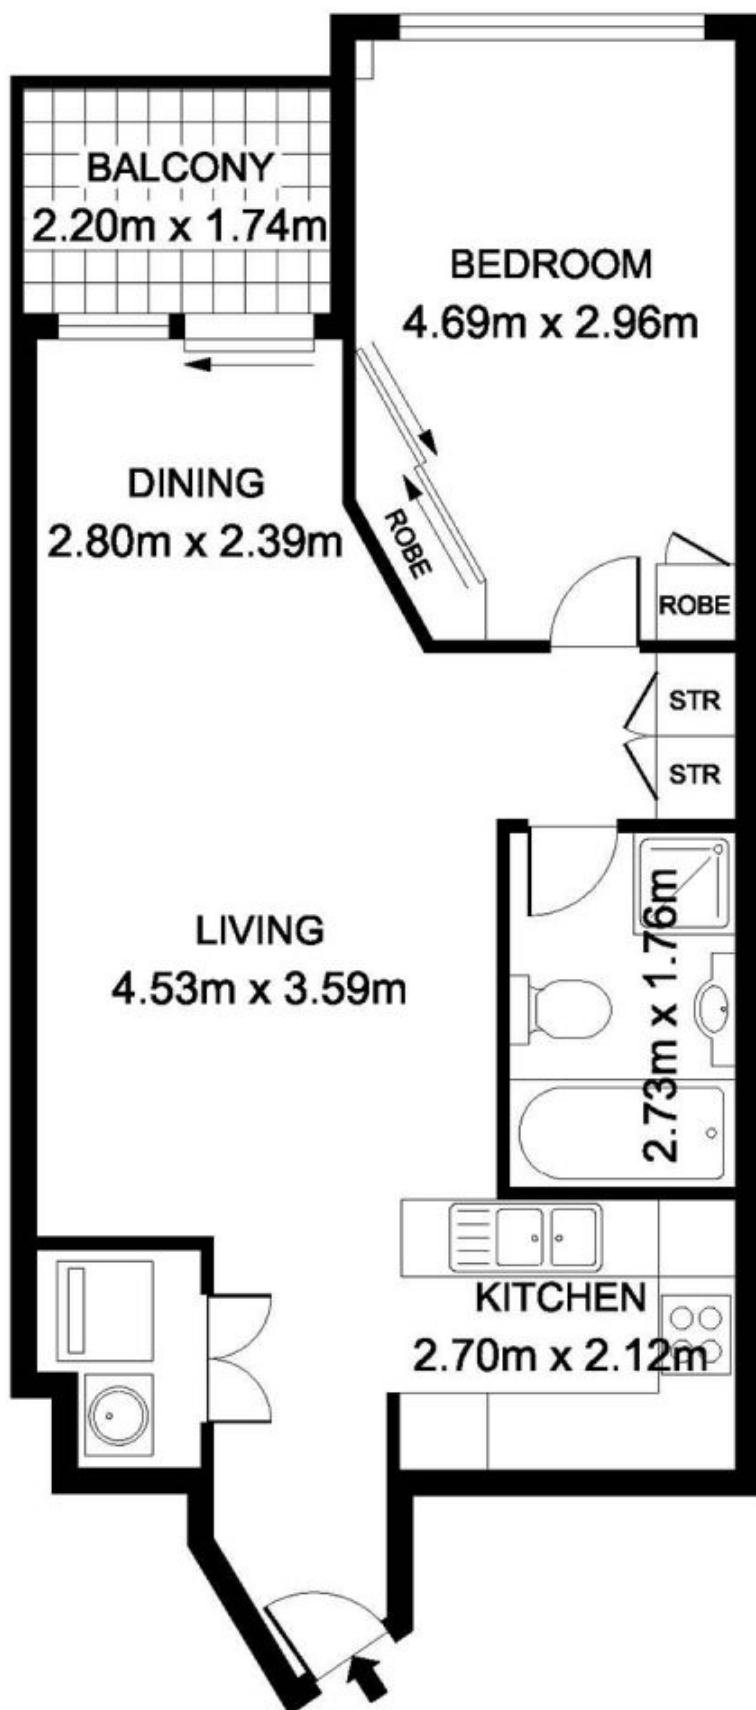 BALCONY
2.20m x 1.74m
BEDROOM
4.69m x 2.96m
DINING
2.80m x 2.39m
ROBE
ROBE
STR
STR
LIVING
4.53m x 3.59m
2.73m x 1.76m
KITCHEN
2.70m x 2.12m